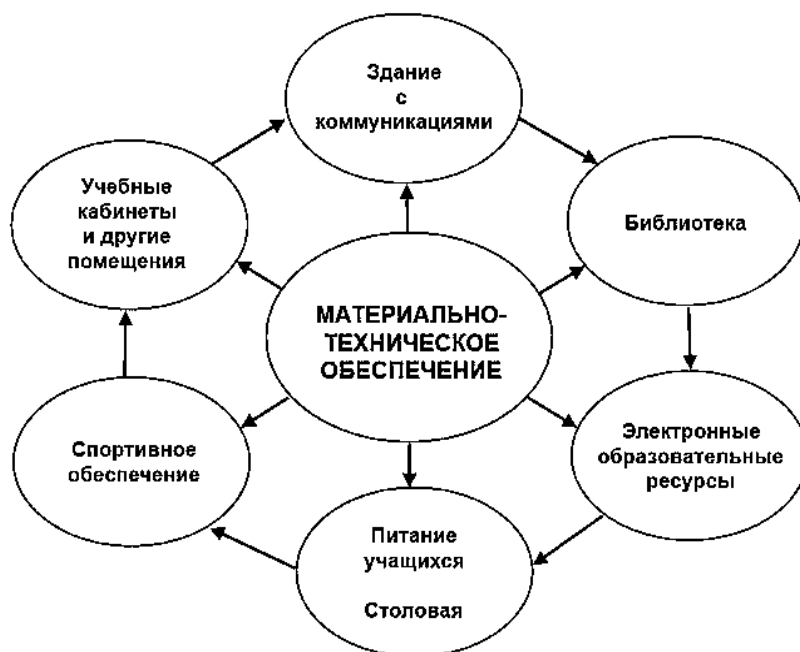 Здание
с
коммуникациями
Библиотека
Электронные
образовательные
ресурсы
Питание
учащихся
Столовая
Спортивное
обеспечение
Учебные
кабинеты
и другие
помещения
МАТЕРИАЛЬНО-
ТЕХНИЧЕСКОЕ
ОБЕСПЕЧЕНИЕ